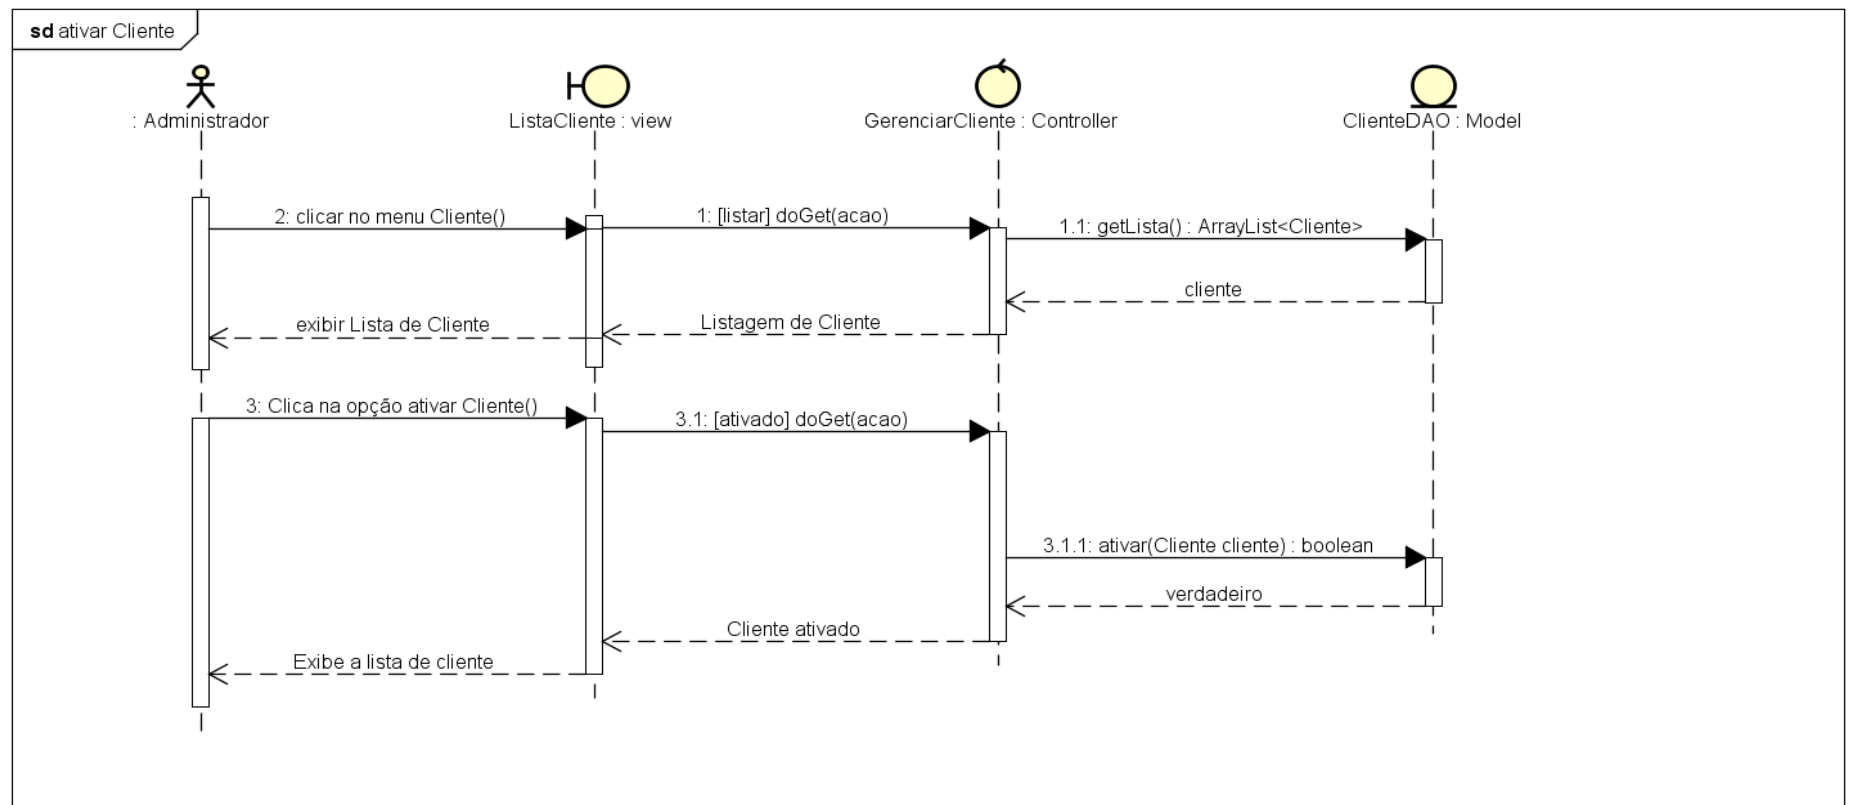 sd ativar Cliente
: Administrador
ListaCliente : view
GerenciarCliente : Controller
ClienteDAO : Model
2: clicar no menu Cliente()
1: [listar] doGet(acao)
1.1: getLista() : ArrayList<Cliente>
cliente
Listagem de Cliente
exibir Lista de Cliente
3: Clica na opção ativar Cliente()
3.1: [ativado] doGet(acao)
3.1.1: ativar(Cliente cliente) : boolean
verdadeiro
Cliente ativado
Exibe a lista de cliente